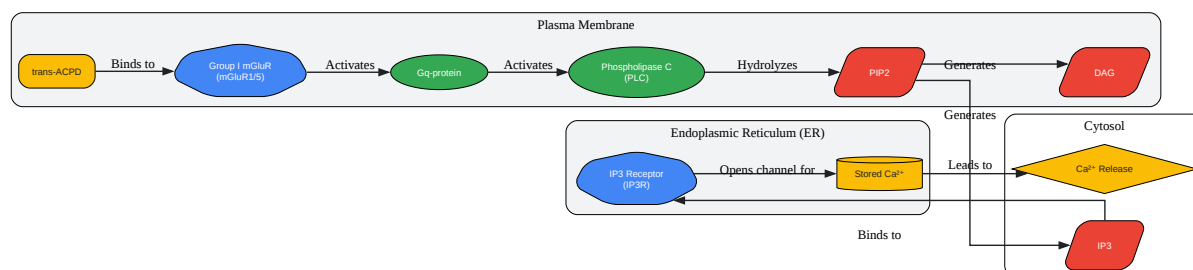 Plasma Membrane
trans-ACPD
Binds to
Group I mGluR
(mGluR1/5)
Activates
Gq-protein
Activates
Phospholipase C
(PLC)
Hydrolyzes
PIP2
Generates
DAG
Generates
Endoplasmic Reticulum (ER)
IP3 Receptor
(IP3R)
Opens channel for
Stored Ca²⁺
Leads to
Cytosol
Ca²⁺ Release
Binds to
IP3